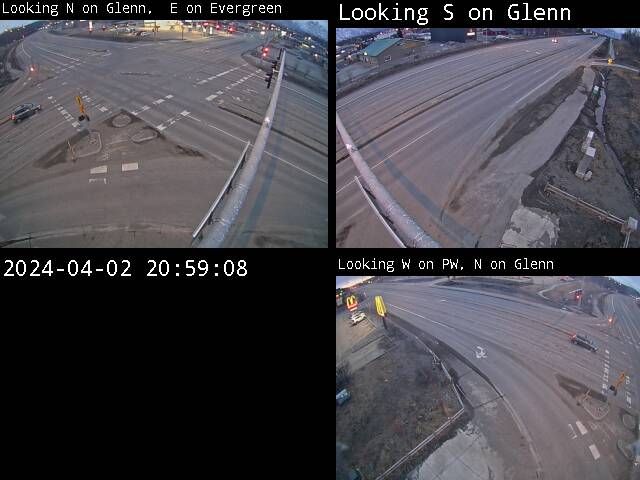 Looking N on Glenn,  E on Evergreen
Looking S on Glenn
2024-04-02 20:59:08
Looking W on PW, N on Glenn